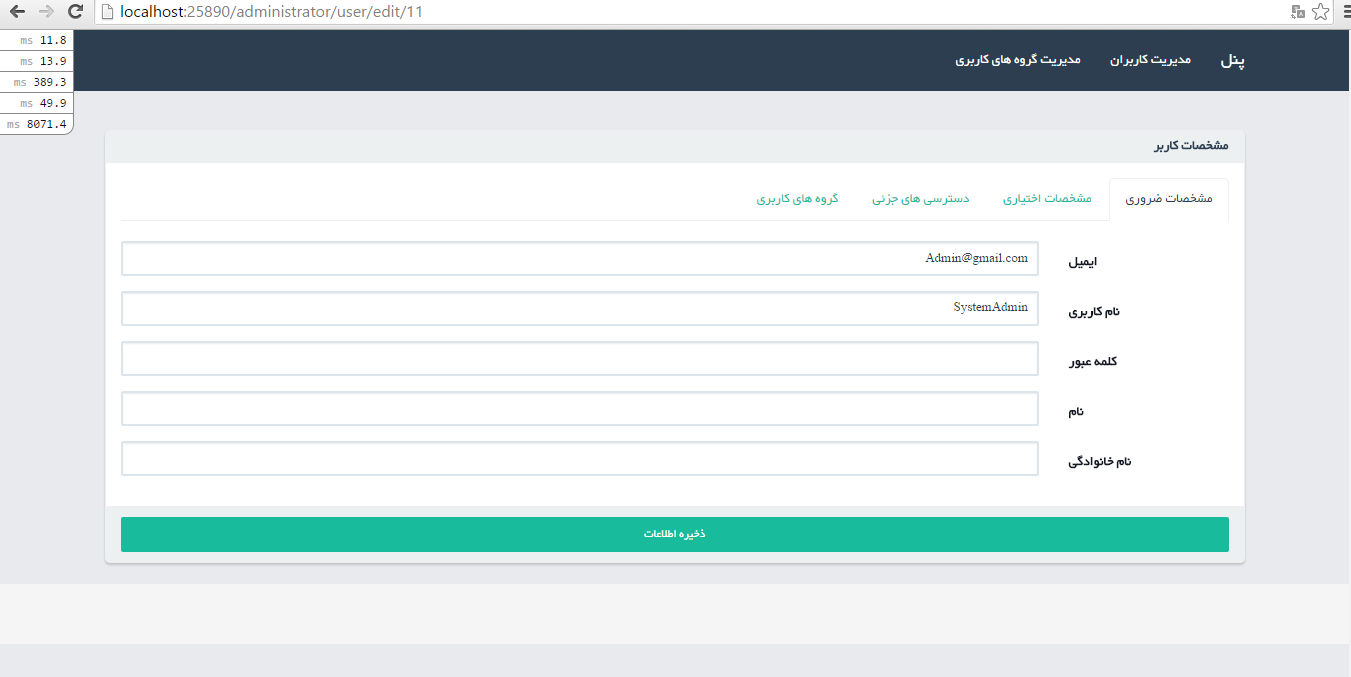 localhost:25890/administrator/user/edit/11
ms 11.8
ms 13.9
ms 389.3
ms 49.9
ms 8071.4
پنل مدیریت کاربران مدیریت گروه های کاربری
مشخصات کاربر
مشخصات ضروری مشخصات اختیاری دسترسی های جزئی گروه های کاربری
ایمیل Admin@gmail.com
نام کاربری SystemAdmin
کلمه عبور
نام
نام خانوادگی
ذخیره اطلاعات